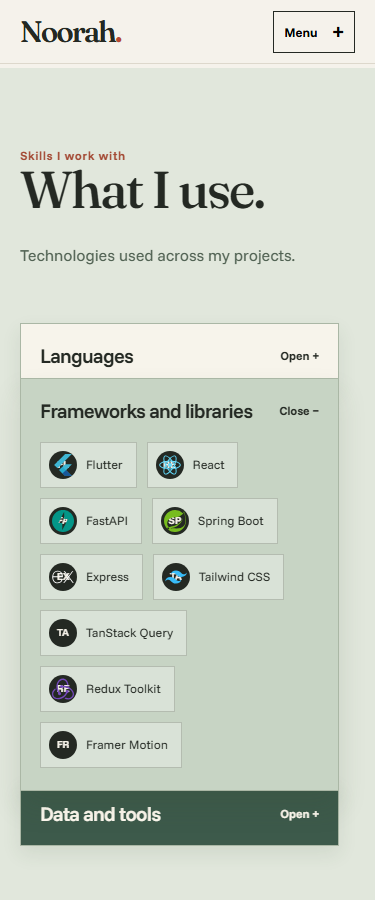 Noorah.
Menu +
Skills I work with
What I use.
Technologies used across my projects.
Languages Open +
Frameworks and libraries Close −
Flutter React
FastAPI SP Spring Boot
EX Express Tailwind CSS
TA TanStack Query
Redux Toolkit
FR Framer Motion
Data and tools Open +